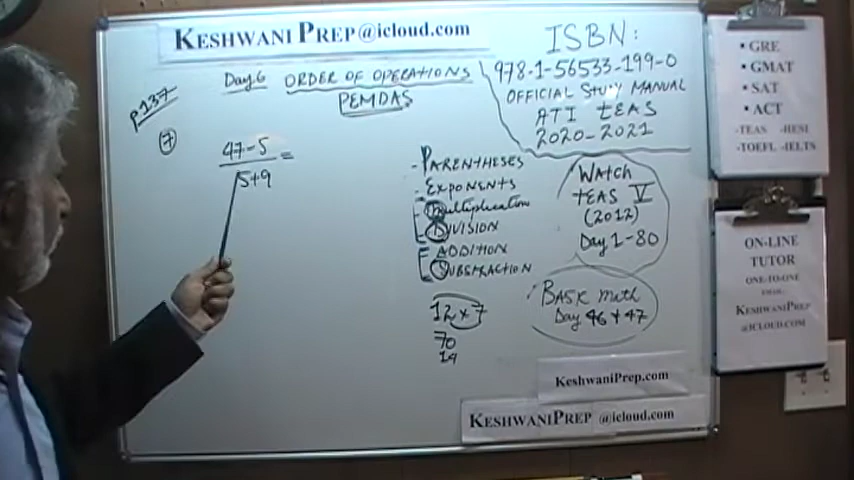 KESHWANI PREP@icloud.com
Day 6 ORDER OF OPERATIONS
PEMDAS
P137
7
47-5
5+9
=
ISBN:
978-1-56533-199-0
OFFICIAL STUDY MANUAL
ATI TEAS
2020-2021
- PARENTHESES
- EXPONENTS
- Multiplication
- DIVISION
- ADDITION
- SUBSTRACTION
12 x 7
70
14
WATCH
TEAS V
(2012)
Day 1-80
BASIC math
Day 46 + 47
KESHWANIPREP.com
KESHWANIPREP @icloud.com
• GRE
• GMAT
• SAT
• ACT
-TEAS -HESI
-TOEFL -IELTS
ON-LINE
TUTOR
ONE-TO-ONE
KESHWANIPREP
@ICLOUD.COM